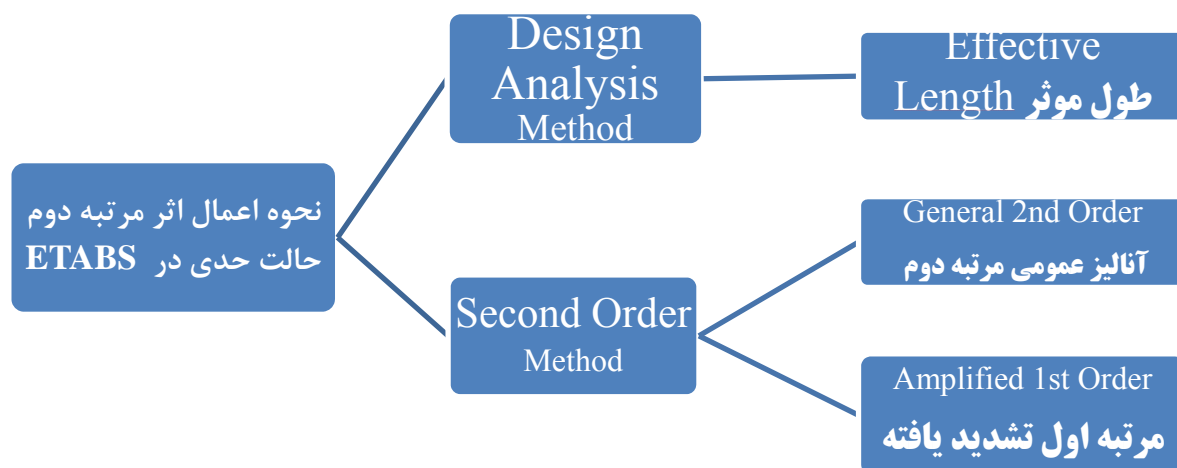 نحوه اعمال اثر مرتبه دوم
حالت حدی در ETABS
Design
Analysis
Method
Effective
Length طول موثر
Second Order
Method
General 2nd Order
آنالیز عمومی مرتبه دوم
Amplified 1st Order
مرتبه اول تشدید یافته